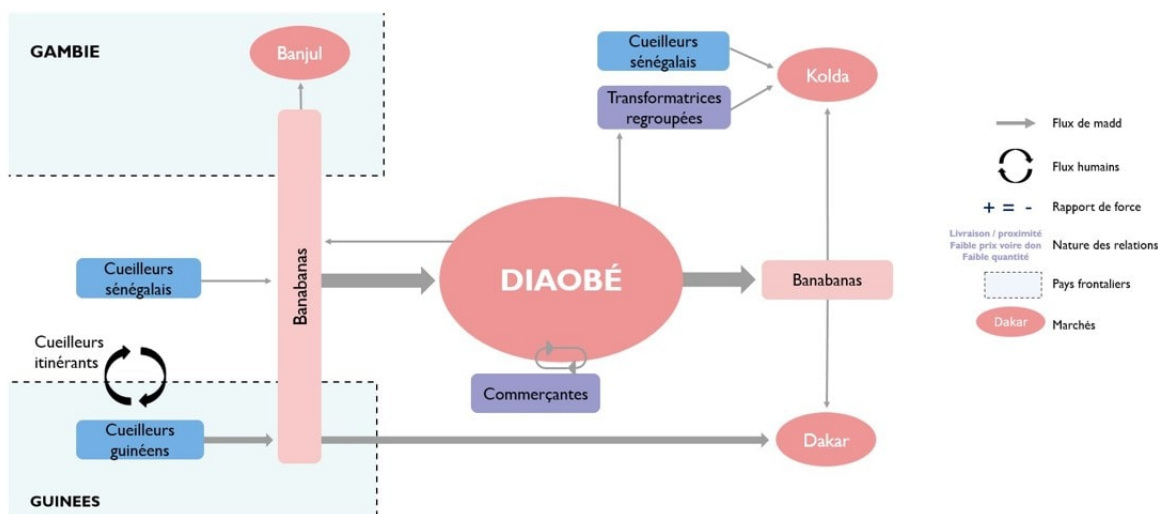 GAMBIE
Banjul
Cueilleurs
sénégalais
Transformatrices
regroupées
Kolda
Flux de madd
Flux humains
+ = -
Rapport de force
Livraison / proximité
Faible prix voire don
Faible quantité
Nature des relations
Pays frontaliers
Dakar
Marchés
Cueilleurs
sénégalais
Banabanas
DIAOBÉ
Banabanas
Cueilleurs
itinérants
Commerçantes
Cueilleurs
guinéens
Dakar
GUINEES